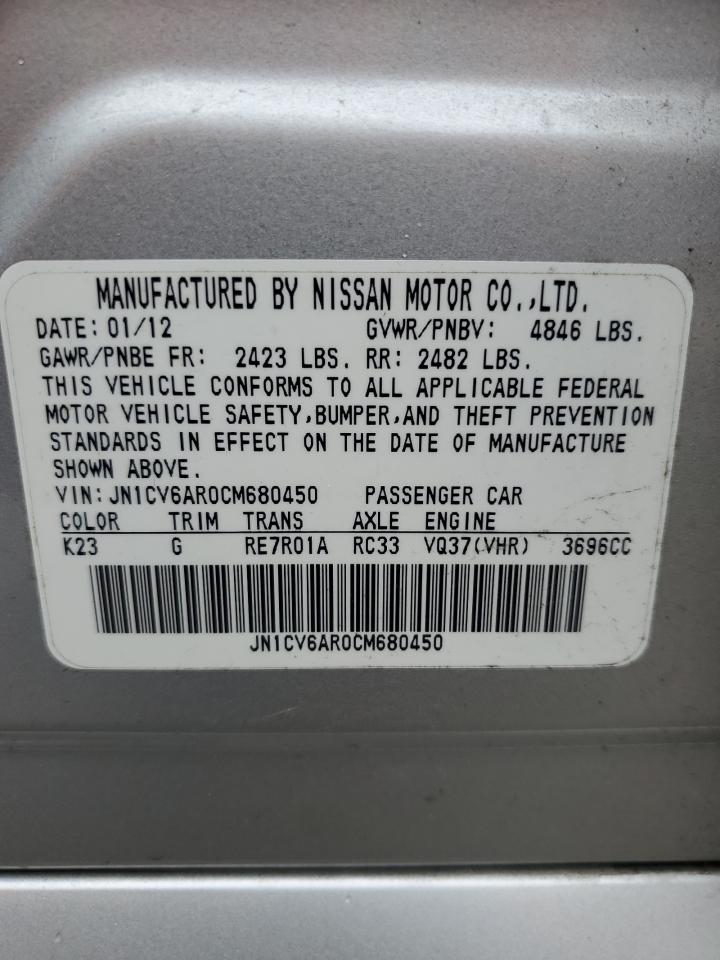 MANUFACTURED BY NISSAN MOTOR CO.,LTD.
DATE: 01/12 GVWR/PNBV: 4846 LBS.
GAWR/PNBE FR: 2423 LBS. RR: 2482 LBS.
THIS VEHICLE CONFORMS TO ALL APPLICABLE FEDERAL
MOTOR VEHICLE SAFETY,BUMPER,AND THEFT PREVENTION
STANDARDS IN EFFECT ON THE DATE OF MANUFACTURE
SHOWN ABOVE.
VIN: JN1CV6AR0CM680450 PASSENGER CAR
COLOR TRIM TRANS AXLE ENGINE
K23 G RE7R01A RC33 VQ37(VHR) 3696CC
JN1CV6AR0CM680450